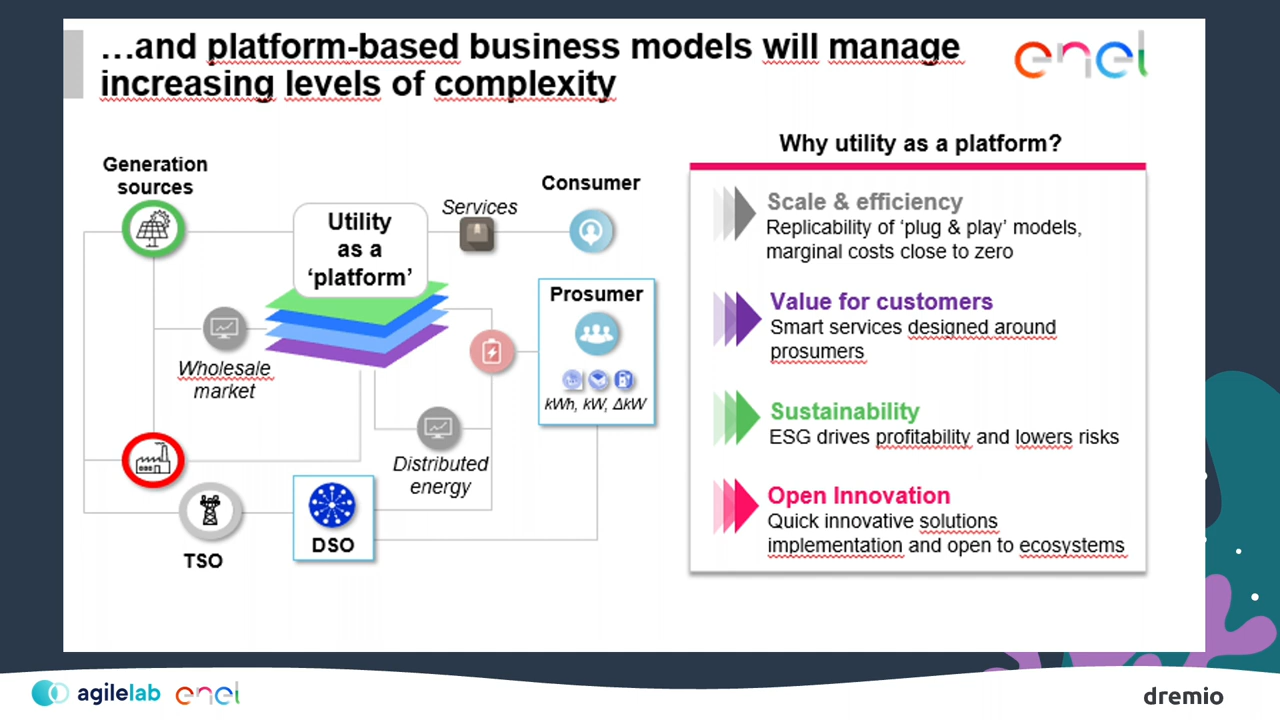 …and platform-based business models will manage
increasing levels of complexity
enel
Generation
sources
Utility
as a
‘platform’
Services
Consumer
Wholesale
market
Prosumer
kWh, kW, ΔkW
Distributed
energy
TSO
DSO
Why utility as a platform?
Scale & efficiency
Replicability of ‘plug & play’ models,
marginal costs close to zero
Value for customers
Smart services designed around
prosumers
Sustainability
ESG drives profitability and lowers risks
Open Innovation
Quick innovative solutions
implementation and open to ecosystems
agilelab
enel
dremio